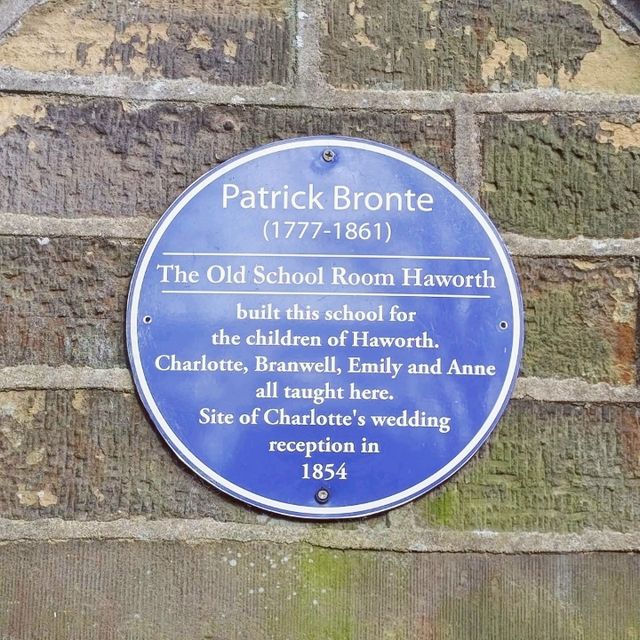 Patrick Bronte
(1777-1861)
The Old School Room Haworth
built this school for
the children of Haworth.
Charlotte, Branwell, Emily and Anne
all taught here.
Site of Charlotte's wedding
reception in
1854